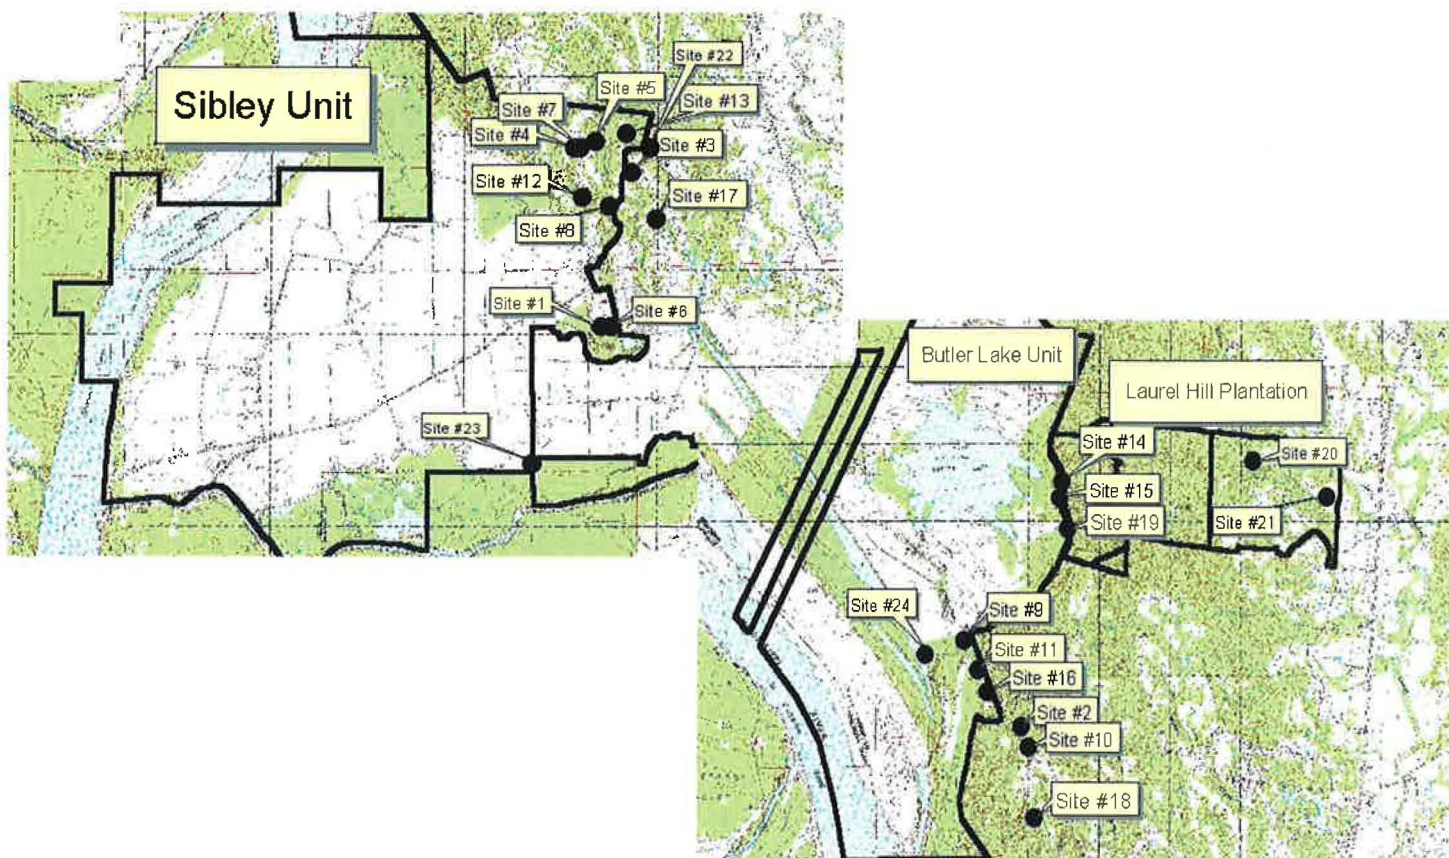 Sibley Unit
Site #22
Site #5
Site #13
Site #7
Site #4
Site #3
Site #12
Site #17
Site #8
Site #1
Site #6
Site #23
Butler Lake Unit
Laurel Hill Plantation
Site #14
Site #20
Site #15
Site #19
Site #21
Site #24
Site #9
Site #11
Site #16
Site #2
Site #10
Site #18